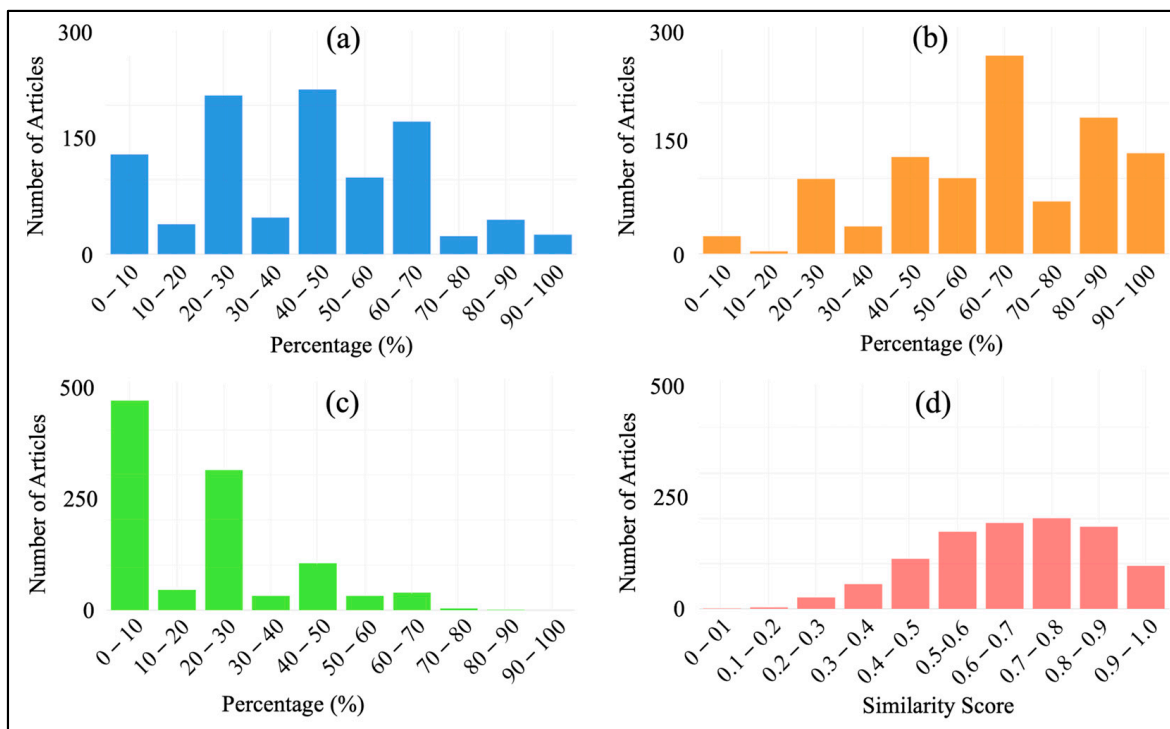 (a)
Number of Articles
300
150
0
0 – 10
10 – 20
20 – 30
30 – 40
40 – 50
50 – 60
60 – 70
70 – 80
80 – 90
90 – 100
Percentage (%)
(b)
Number of Articles
300
150
0
0 – 10
10 – 20
20 – 30
30 – 40
40 – 50
50 – 60
60 – 70
70 – 80
80 – 90
90 – 100
Percentage (%)
(c)
Number of Articles
500
250
0
0 – 10
10 – 20
20 – 30
30 – 40
40 – 50
50 – 60
60 – 70
70 – 80
80 – 90
90 – 100
Percentage (%)
(d)
Number of Articles
500
250
0
0 – 01
0.1 – 0.2
0.2 – 0.3
0.3 – 0.4
0.4 – 0.5
0.5-0.6
0.6 – 0.7
0.7 – 0.8
0.8 – 0.9
0.9 – 1.0
Similarity Score